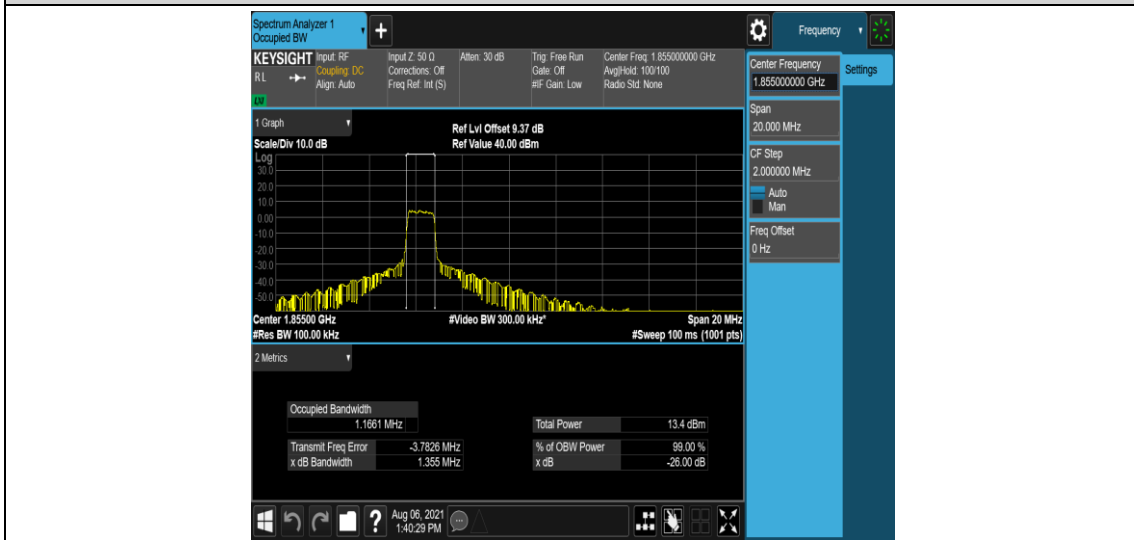 Spectrum Analyzer 1
Occupied BW
Frequency
KEYSIGHT
RL
LXI
Input: RF
Coupling: DC
Align: Auto
Input Z: 50 Ω
Corrections: Off
Freq Ref: Int (S)
Atten: 30 dB
Trig: Free Run
Gate: Off
#IF Gain: Low
Center Freq: 1.855000000 GHz
Avg|Hold: 100/100
Radio Std: None
Center Frequency
1.855000000 GHz
Settings
Span
20.000 MHz
CF Step
2.000000 MHz
Auto
Man
Freq Offset
0 Hz
1 Graph
Scale/Div 10.0 dB
Ref Lvl Offset 9.37 dB
Ref Value 40.00 dBm
Log
30.0
20.0
10.0
0.00
-10.0
-20.0
-30.0
-40.0
-50.0
Center 1.85500 GHz
#Video BW 300.00 kHz*
Span 20 MHz
#Res BW 100.00 kHz
#Sweep 100 ms (1001 pts)
2 Metrics
Occupied Bandwidth
1.1661 MHz
Total Power 13.4 dBm
Transmit Freq Error -3.7826 MHz
% of OBW Power 99.00 %
x dB Bandwidth 1.355 MHz
x dB -26.00 dB
?
Aug 06, 2021
1:40:29 PM